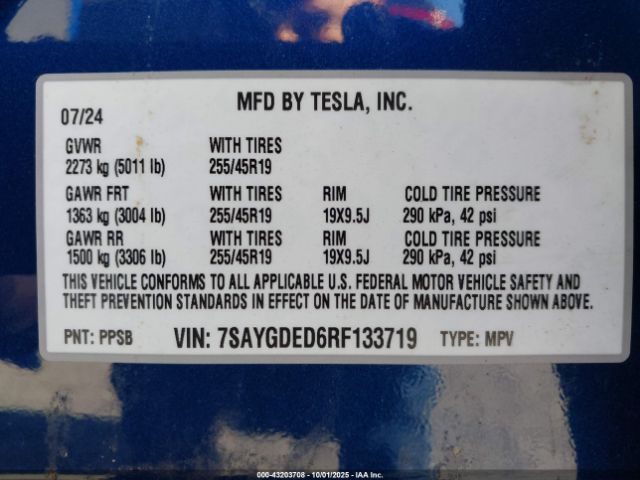 MFD BY TESLA, INC.
07/24
GVWR WITH TIRES
2273 kg (5011 lb) 255/45R19
GAWR FRT WITH TIRES RIM COLD TIRE PRESSURE
1363 kg (3004 lb) 255/45R19 19X9.5J 290 kPa, 42 psi
GAWR RR WITH TIRES RIM COLD TIRE PRESSURE
1500 kg (3306 lb) 255/45R19 19X9.5J 290 kPa, 42 psi
THIS VEHICLE CONFORMS TO ALL APPLICABLE U.S. FEDERAL MOTOR VEHICLE SAFETY AND
THEFT PREVENTION STANDARDS IN EFFECT ON THE DATE OF MANUFACTURE SHOWN ABOVE.
PNT: PPSB VIN: 7SAYGDED6RF133719 TYPE: MPV
000-43203708 - 10/01/2025 - IAA Inc.